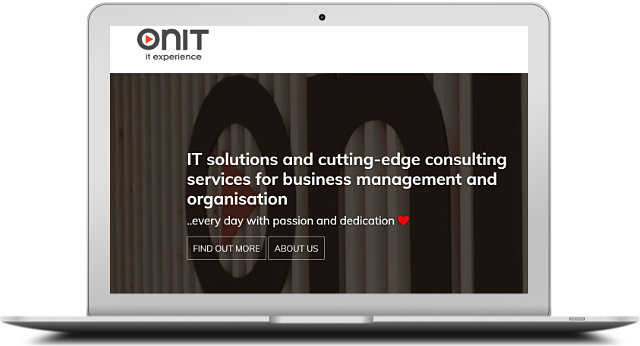 ONIT
it experience
IT solutions and cutting-edge consulting
services for business management and
organisation
..every day with passion and dedication
FIND OUT MORE ABOUT US